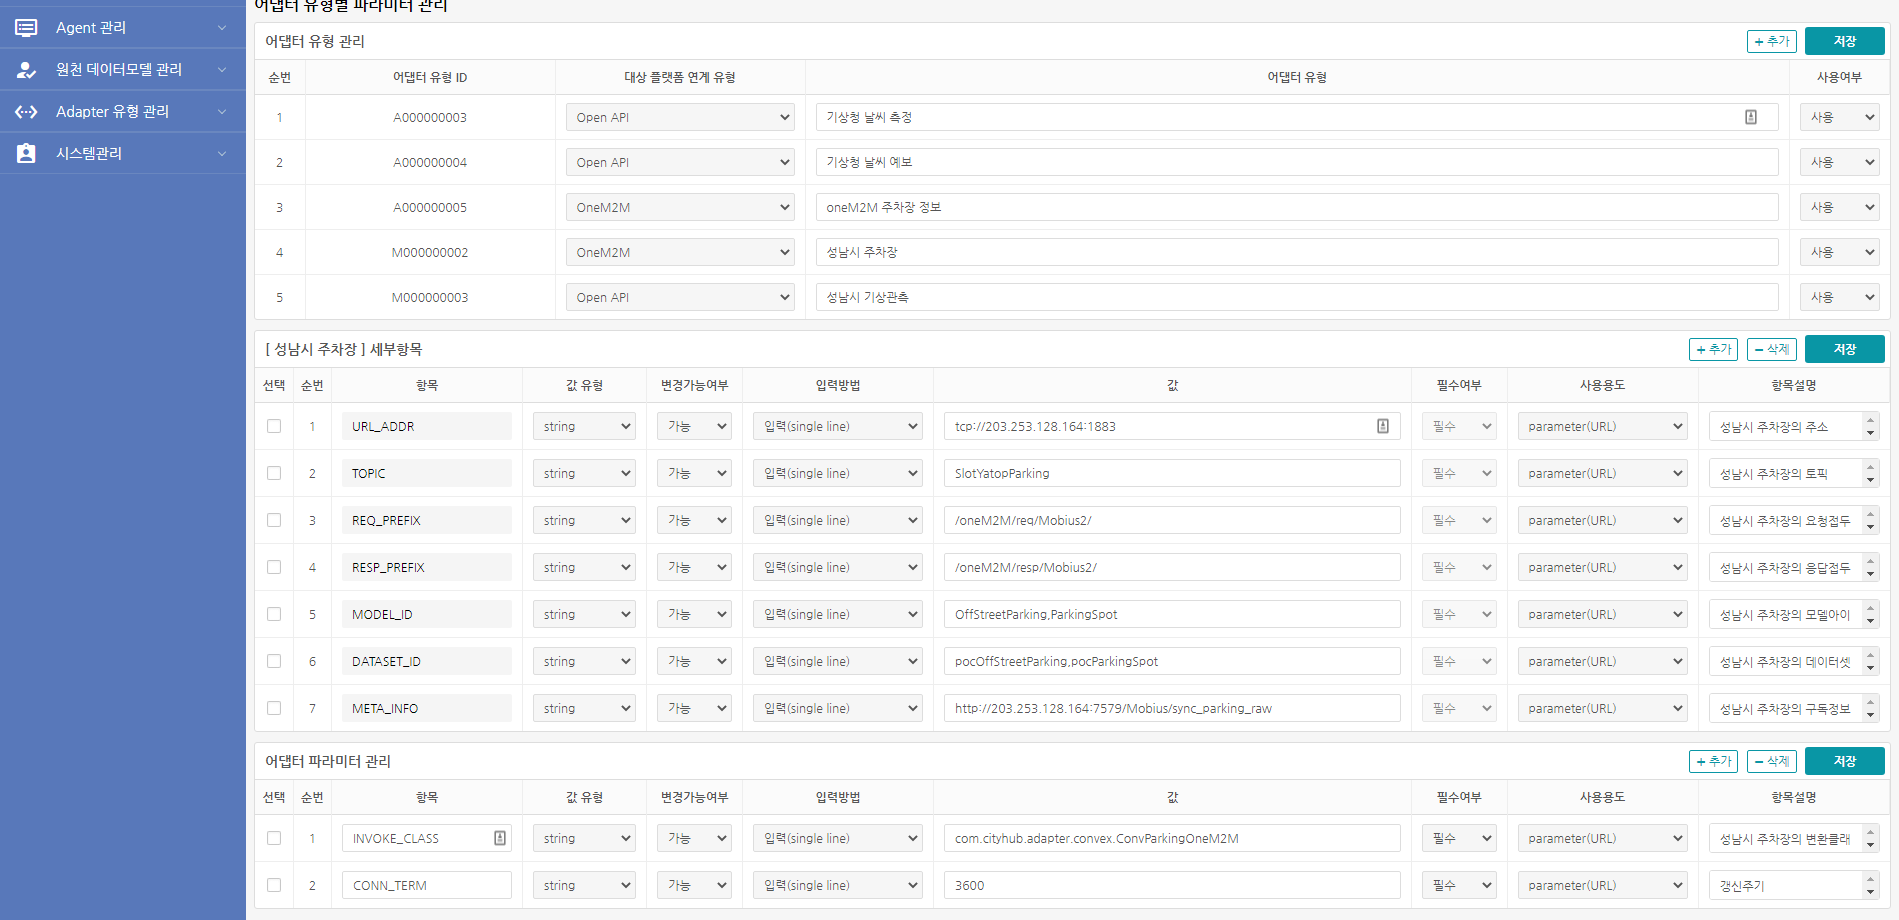 어댑터 유형별 파라미터 관리
Agent 관리
원천 데이터모델 관리
Adapter 유형 관리
시스템관리
어댑터 유형 관리 + 추가 저장
순번 어댑터 유형 ID 대상 플랫폼 연계 유형 어댑터 유형 사용여부
1 A000000003 Open API 기상청 날씨 측정 사용
2 A000000004 Open API 기상청 날씨 예보 사용
3 A000000005 OneM2M oneM2M 주차장 정보 사용
4 M000000002 OneM2M 성남시 주차장 사용
5 M000000003 Open API 성남시 기상관측 사용
[ 성남시 주차장 ] 세부항목 + 추가 − 삭제 저장
선택 순번 항목 값 유형 변경가능여부 입력방법 값 필수여부 사용용도 항목설명
1 URL_ADDR string 가능 입력(single line) tcp://203.253.128.164:1883 필수 parameter(URL) 성남시 주차장의 주소
2 TOPIC string 가능 입력(single line) SlotYatopParking 필수 parameter(URL) 성남시 주차장의 토픽
3 REQ_PREFIX string 가능 입력(single line) /oneM2M/req/Mobius2/ 필수 parameter(URL) 성남시 주차장의 요청접두
4 RESP_PREFIX string 가능 입력(single line) /oneM2M/resp/Mobius2/ 필수 parameter(URL) 성남시 주차장의 응답접두
5 MODEL_ID string 가능 입력(single line) OffStreetParking,ParkingSpot 필수 parameter(URL) 성남시 주차장의 모델아이
6 DATASET_ID string 가능 입력(single line) pocOffStreetParking,pocParkingSpot 필수 parameter(URL) 성남시 주차장의 데이터셋
7 META_INFO string 가능 입력(single line) http://203.253.128.164:7579/Mobius/sync_parking_raw 필수 parameter(URL) 성남시 주차장의 구독정보
어댑터 파라미터 관리 + 추가 − 삭제 저장
선택 순번 항목 값 유형 변경가능여부 입력방법 값 필수여부 사용용도 항목설명
1 INVOKE_CLASS string 가능 입력(single line) com.cityhub.adapter.convex.ConvParkingOneM2M 필수 parameter(URL) 성남시 주차장의 변환클래
2 CONN_TERM string 가능 입력(single line) 3600 필수 parameter(URL) 갱신주기